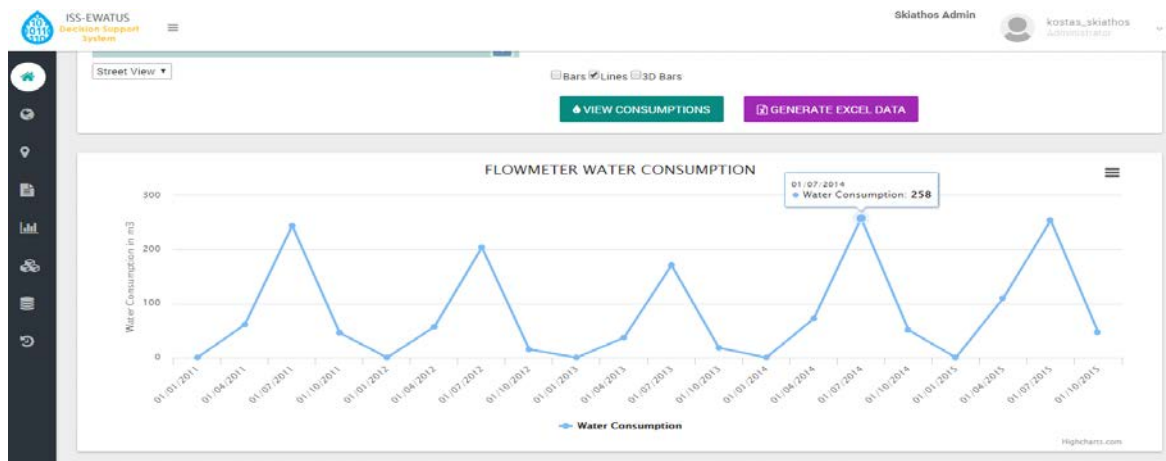 ISS-EWATUS
Decision Support
System
Skiathos Admin
kostas_skiathos
Administrator
Street View
Bars Lines 3D Bars
VIEW CONSUMPTIONS
GENERATE EXCEL DATA
FLOWMETER WATER CONSUMPTION
01/07/2014
Water Consumption: 258
Water Consumption in m3
300
200
100
0
01/01/2011
01/04/2011
01/07/2011
01/10/2011
01/01/2012
01/04/2012
01/07/2012
01/10/2012
01/01/2013
01/04/2013
01/07/2013
01/10/2013
01/01/2014
01/04/2014
01/07/2014
01/10/2014
01/01/2015
01/04/2015
01/07/2015
01/10/2015
Water Consumption
Highcharts.com